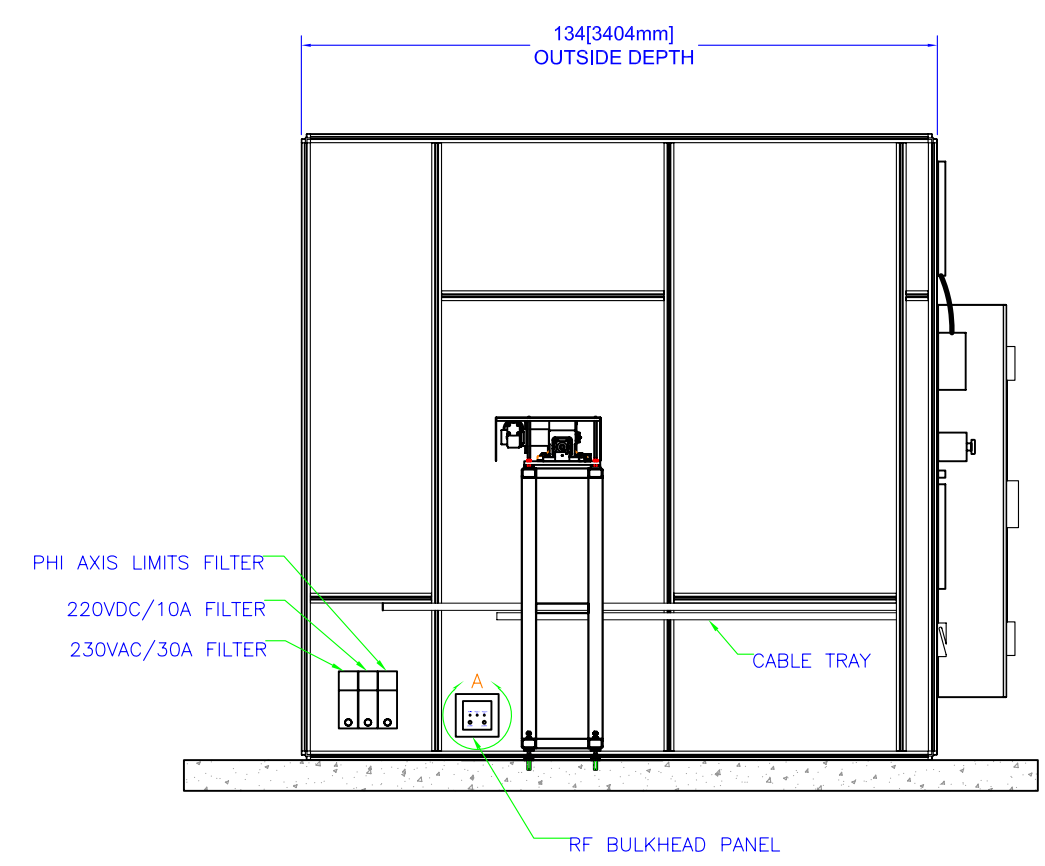 134[3404mm]
OUTSIDE DEPTH
PHI AXIS LIMITS FILTER
220VDC/10A FILTER
230VAC/30A FILTER
CABLE TRAY
A
RF BULKHEAD PANEL